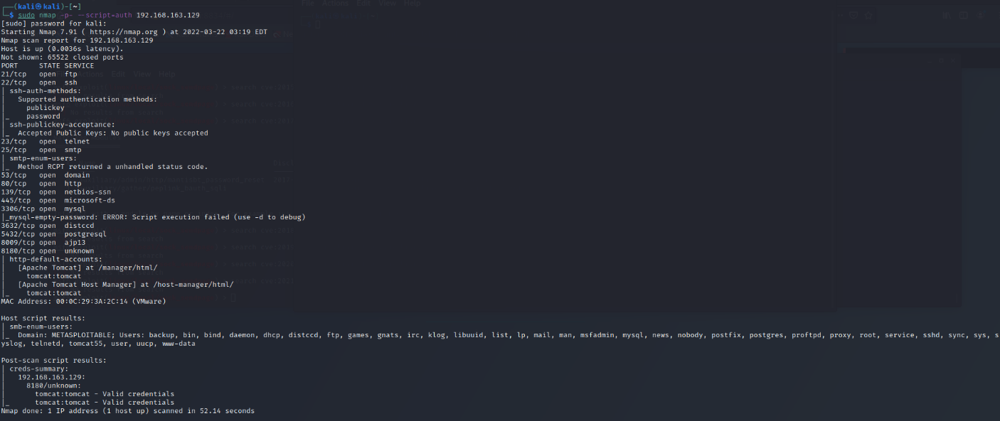 File Actions Edit View Help
┌──(kali㉿kali)-[~]
└─$ sudo nmap -p- --script=auth 192.168.163.129
[sudo] password for kali:
Starting Nmap 7.91 ( https://nmap.org ) at 2022-03-22 03:19 EDT
Nmap scan report for 192.168.163.129
Host is up (0.0036s latency).
Not shown: 65522 closed ports
PORT     STATE SERVICE
21/tcp   open  ftp
22/tcp   open  ssh
| ssh-auth-methods:
|   Supported authentication methods:
|     publickey
|_    password
| ssh-publickey-acceptance:
|_  Accepted Public Keys: No public keys accepted
23/tcp   open  telnet
25/tcp   open  smtp
| smtp-enum-users:
|_  Method RCPT returned a unhandled status code.
53/tcp   open  domain
80/tcp   open  http
139/tcp  open  netbios-ssn
445/tcp  open  microsoft-ds
3306/tcp open  mysql
|_mysql-empty-password: ERROR: Script execution failed (use -d to debug)
3632/tcp open  distccd
5432/tcp open  postgresql
8009/tcp open  ajp13
8180/tcp open  unknown
| http-default-accounts:
|   [Apache Tomcat] at /manager/html/
|     tomcat:tomcat
|   [Apache Tomcat Host Manager] at /host-manager/html/
|_    tomcat:tomcat
MAC Address: 00:0C:29:3A:2C:14 (VMware)

Host script results:
| smb-enum-users:
|_  Domain: METASPLOITABLE; Users: backup, bin, bind, daemon, dhcp, distccd, ftp, games, gnats, irc, klog, libuuid, list, lp, mail, man, msfadmin, mysql, news, nobody, postfix, postgres, proftpd, proxy, root, service, sshd, sync, sys, s
yslog, telnetd, tomcat55, user, uucp, www-data

Post-scan script results:
| creds-summary:
|   192.168.163.129:
|     8180/unknown:
|       tomcat:tomcat - Valid credentials
|_      tomcat:tomcat - Valid credentials
Nmap done: 1 IP address (1 host up) scanned in 52.14 seconds